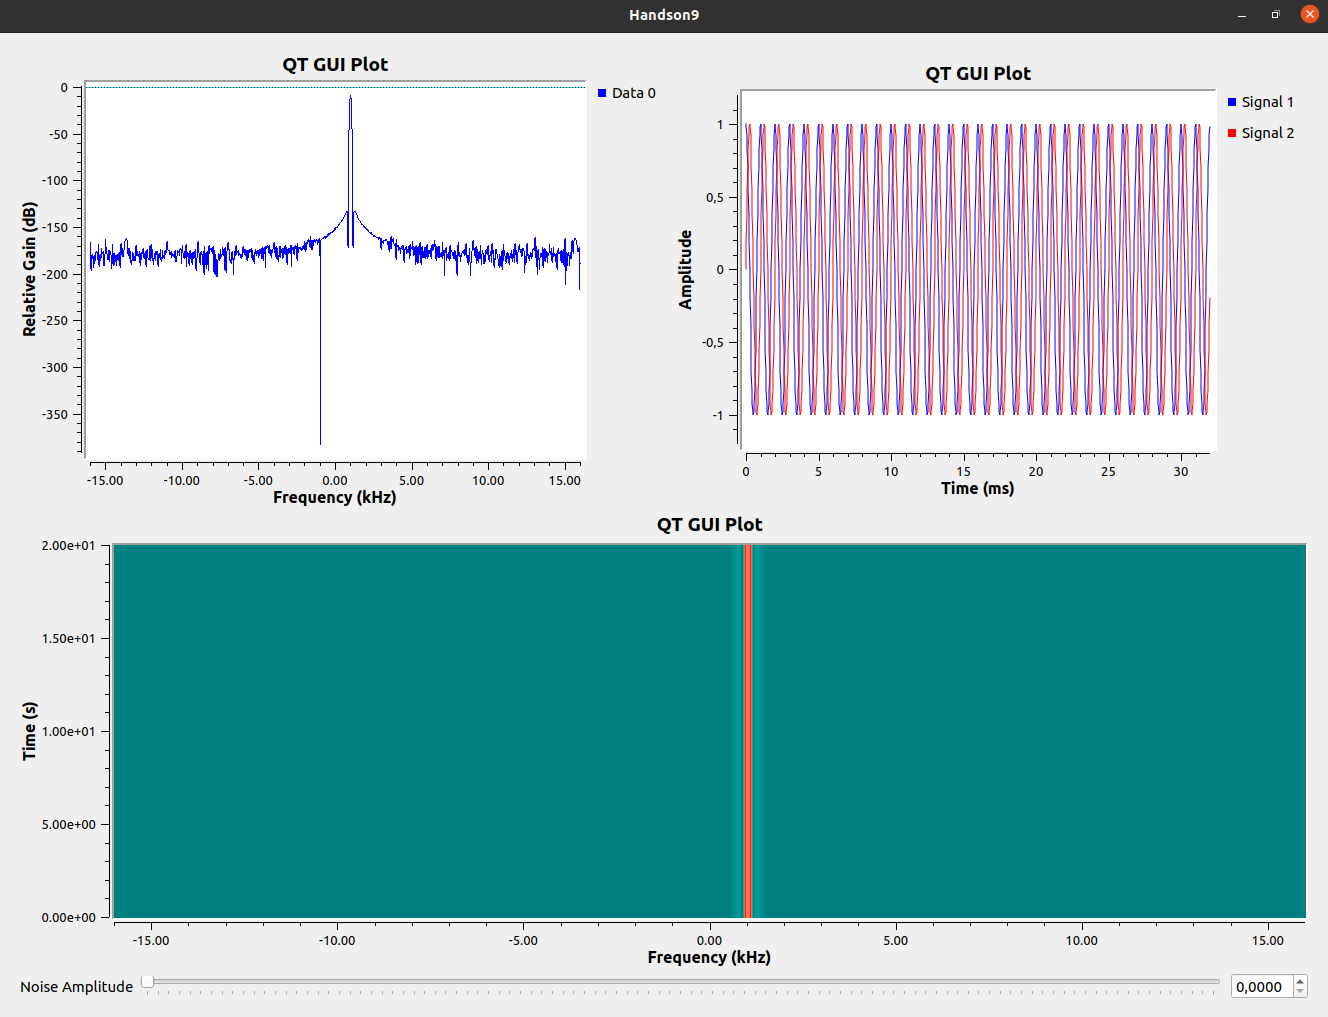 Handson9
QT GUI Plot
Data 0
0
-50
-100
-150
-200
-250
-300
-350
Relative Gain (dB)
-15.00 -10.00 -5.00 0.00 5.00 10.00 15.00
Frequency (kHz)
QT GUI Plot
Signal 1
Signal 2
1
0,5
0
-0,5
-1
Amplitude
0 5 10 15 20 25 30
Time (ms)
QT GUI Plot
2.00e+01
1.50e+01
1.00e+01
5.00e+00
0.00e+00
Time (s)
-15.00 -10.00 -5.00 0.00 5.00 10.00 15.00
Frequency (kHz)
Noise Amplitude 0,0000